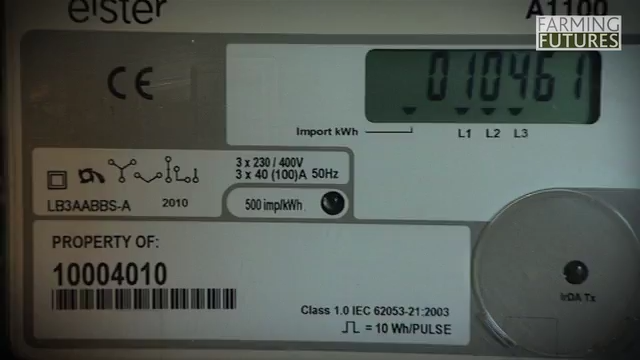 elster
A1100
FARMING
FUTURES
CE
010461
Import kWh
L1 L2 L3
3 x 230 / 400V
3 x 40 (100)A 50Hz
LB3AABBS-A 2010
500 imp/kWh
PROPERTY OF:
10004010
IrDA Tx
Class 1.0 IEC 62053-21:2003
= 10 Wh/PULSE